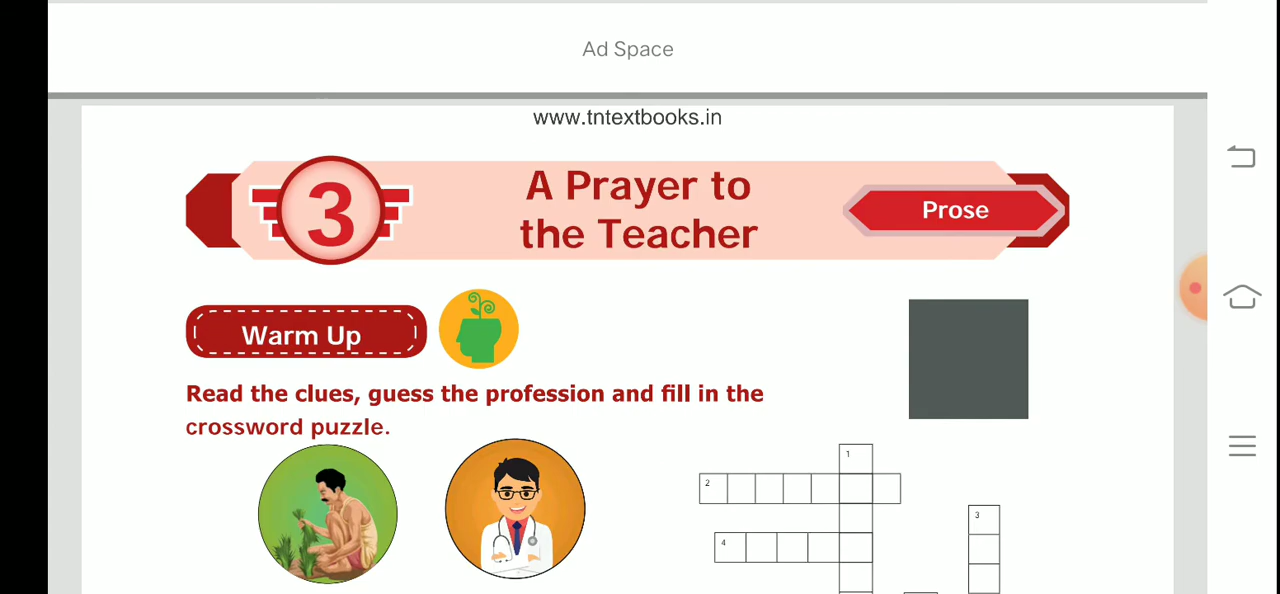 Ad Space
www.tntextbooks.in
3
A Prayer to
the Teacher
Prose
Warm Up
Read the clues, guess the profession and fill in the
crossword puzzle.
1
2
3
4